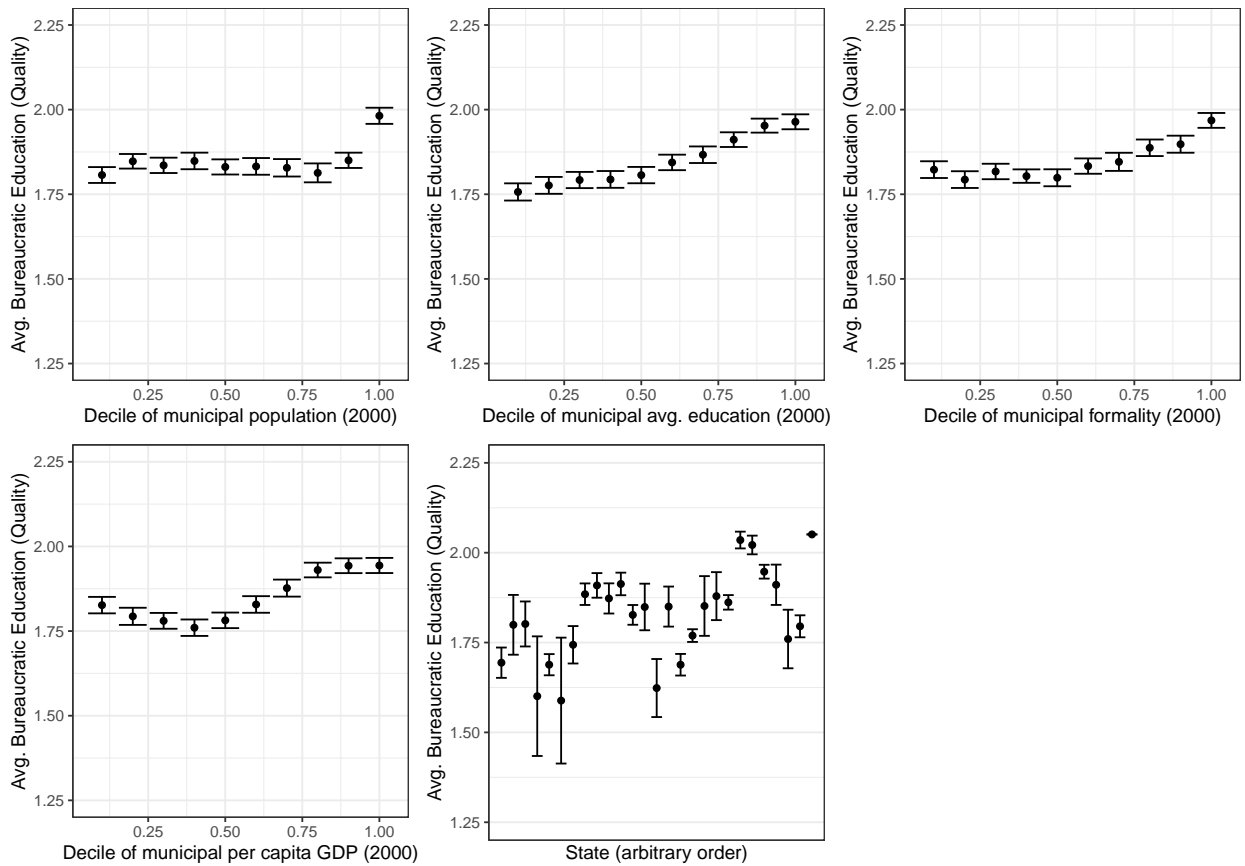 Avg. Bureaucratic Education (Quality)
2.25
2.00
1.75
1.50
1.25
0.25 0.50 0.75 1.00
Decile of municipal population (2000)
Avg. Bureaucratic Education (Quality)
2.25
2.00
1.75
1.50
1.25
0.25 0.50 0.75 1.00
Decile of municipal avg. education (2000)
Avg. Bureaucratic Education (Quality)
2.25
2.00
1.75
1.50
1.25
0.25 0.50 0.75 1.00
Decile of municipal formality (2000)
Avg. Bureaucratic Education (Quality)
2.25
2.00
1.75
1.50
1.25
0.25 0.50 0.75 1.00
Decile of municipal per capita GDP (2000)
Avg. Bureaucratic Education (Quality)
2.25
2.00
1.75
1.50
1.25
State (arbitrary order)